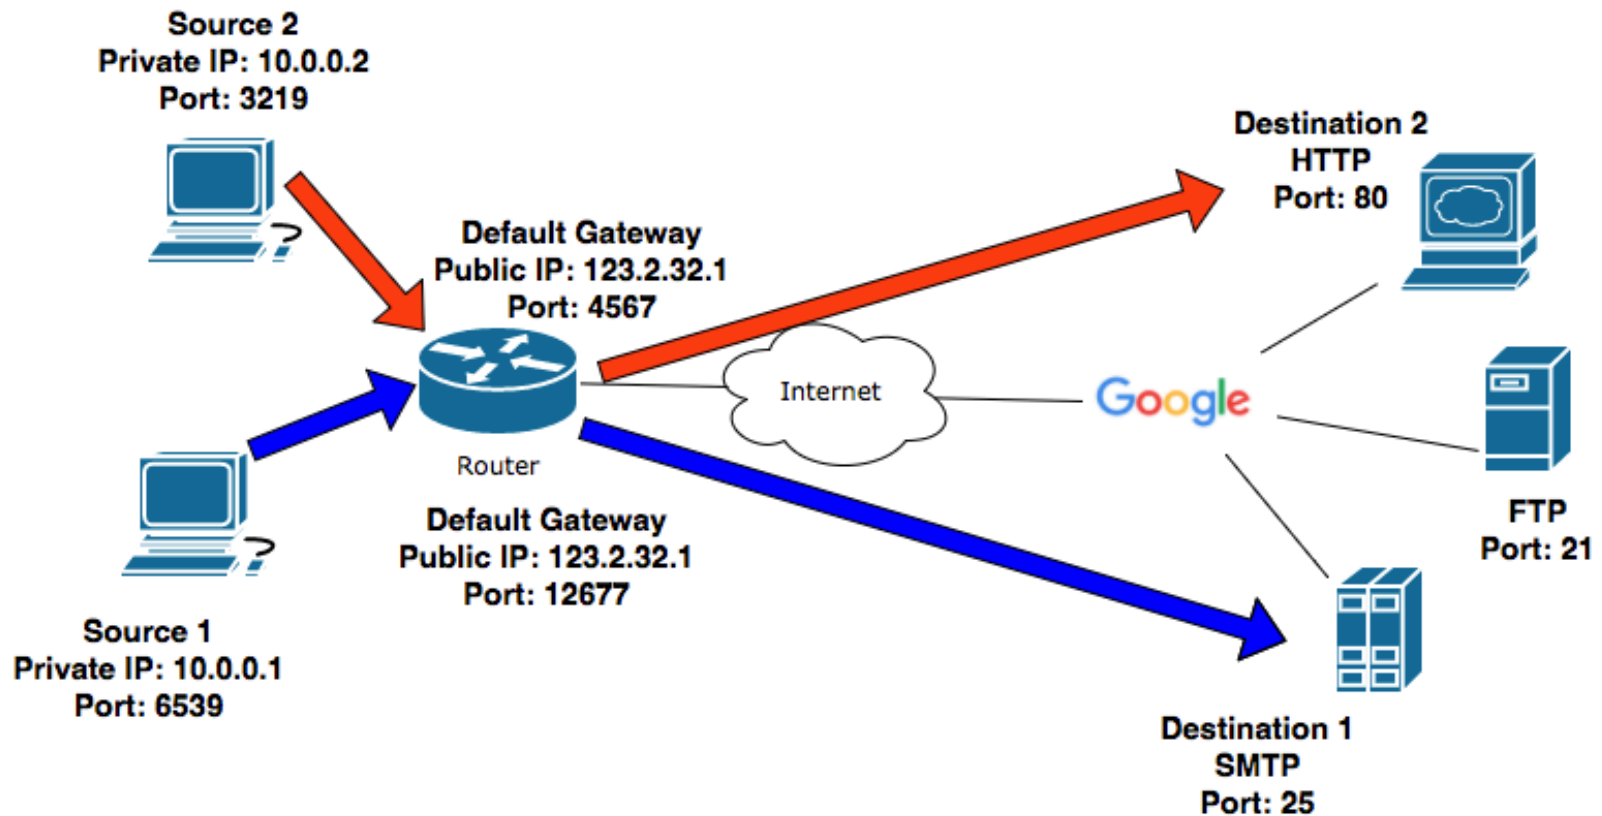 Source 2
Private IP: 10.0.0.2
Port: 3219
Destination 2
HTTP
Port: 80
Default Gateway
Public IP: 123.2.32.1
Port: 4567
Internet
Google
Router
Default Gateway
Public IP: 123.2.32.1
Port: 12677
FTP
Port: 21
Source 1
Private IP: 10.0.0.1
Port: 6539
Destination 1
SMTP
Port: 25